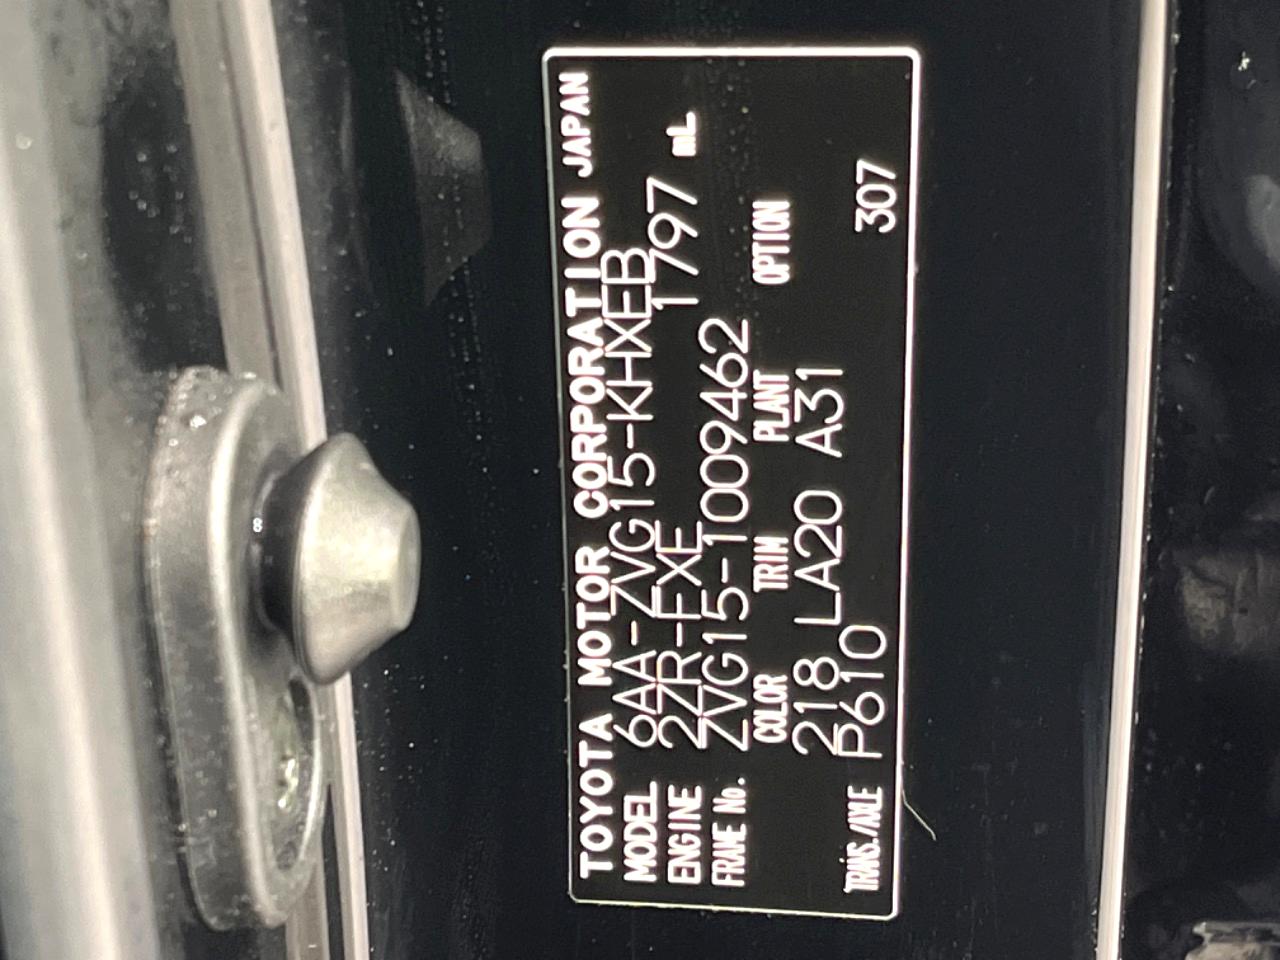 TOYOTA MOTOR CORPORATION JAPAN
MODEL 6AA-ZVG15-KHXEB
ENGINE 2ZR-FXE 1797 mL
FRAME No. ZVG15-1009462
COLOR TRIM PLANT OPTION
218 LA20 A31
TRANS./AXLE P610 307